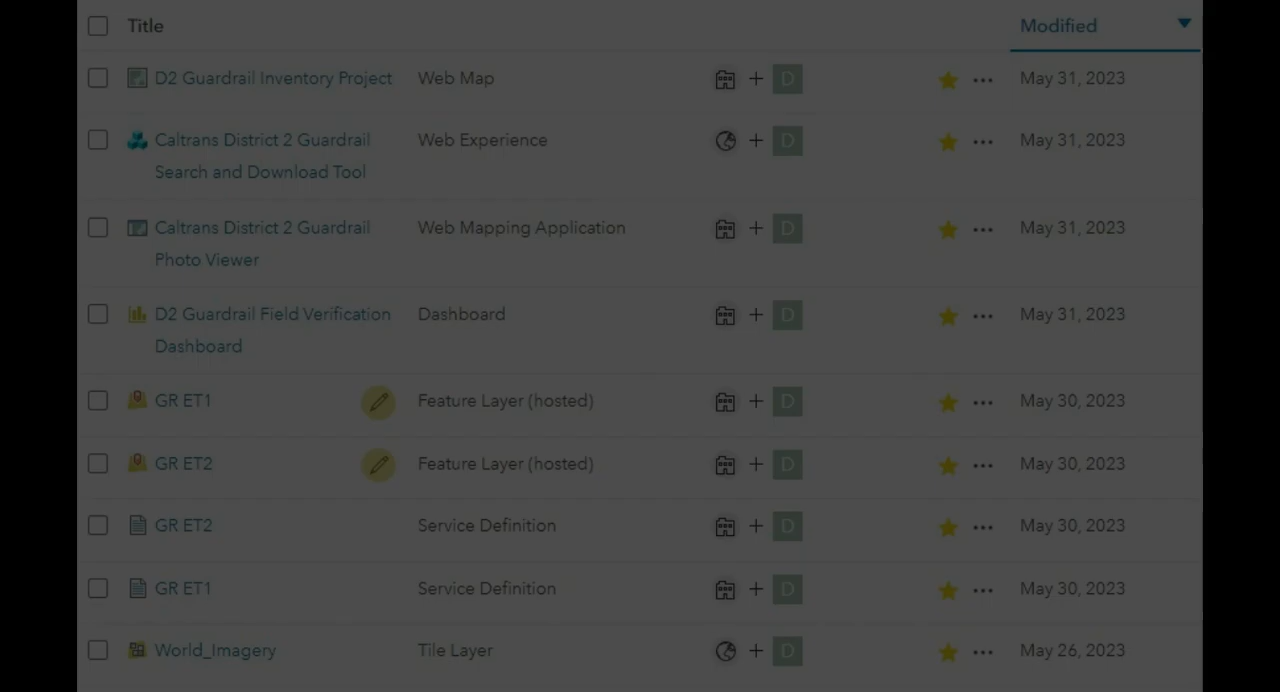 Title Modified
D2 Guardrail Inventory Project Web Map D May 31, 2023
Caltrans District 2 Guardrail Web Experience D May 31, 2023
Search and Download Tool
Caltrans District 2 Guardrail Web Mapping Application D May 31, 2023
Photo Viewer
D2 Guardrail Field Verification Dashboard D May 31, 2023
Dashboard
GR ET1 Feature Layer (hosted) D May 30, 2023
GR ET2 Feature Layer (hosted) D May 30, 2023
GR ET2 Service Definition D May 30, 2023
GR ET1 Service Definition D May 30, 2023
World_Imagery Tile Layer D May 26, 2023